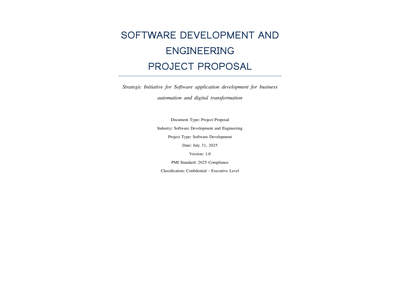 SOFTWARE DEVELOPMENT AND
ENGINEERING
PROJECT PROPOSAL
Strategic Initiative for Software application development for business
automation and digital transformation
Document Type: Project Proposal
Industry: Software Development and Engineering
Project Type: Software Development
Date: July 31, 2025
Version: 1.0
PMI Standard: 2025 Compliance
Classification: Confidential - Executive Level